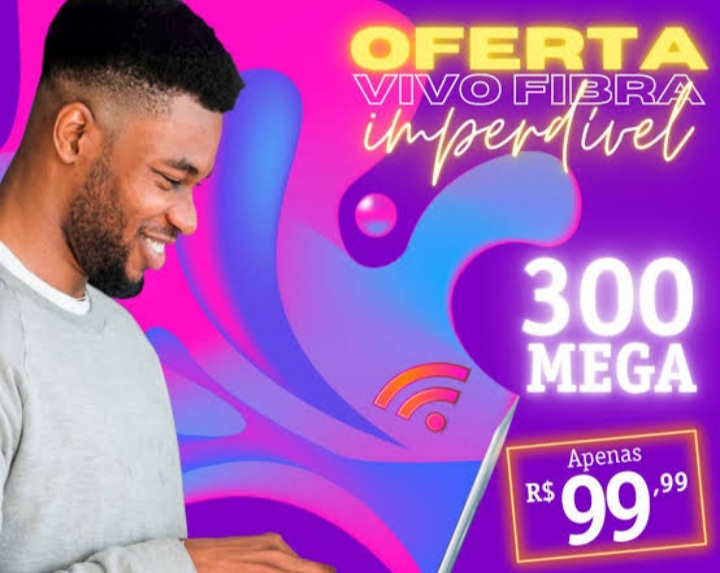 OFERTA
VIVO FIBRA
imperdível
300
MEGA
Apenas
R$ 99,99